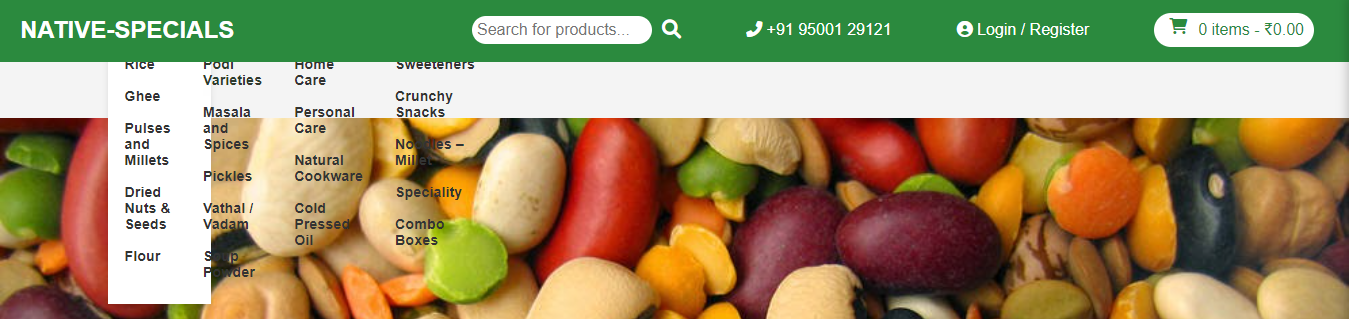 NATIVE-SPECIALS
Search for products...
+91 95001 29121
Login / Register
0 items - ₹0.00
Rice
Ghee
Pulses
and
Millets
Dried
Nuts &
Seeds
Flour
Podi
Varieties
Masala
and
Spices
Pickles
Vathal /
Vadam
Soup
Powder
Home
Care
Personal
Care
Natural
Cookware
Cold
Pressed
Oil
Sweeteners
Crunchy
Snacks
Noodles –
Millet
Speciality
Combo
Boxes